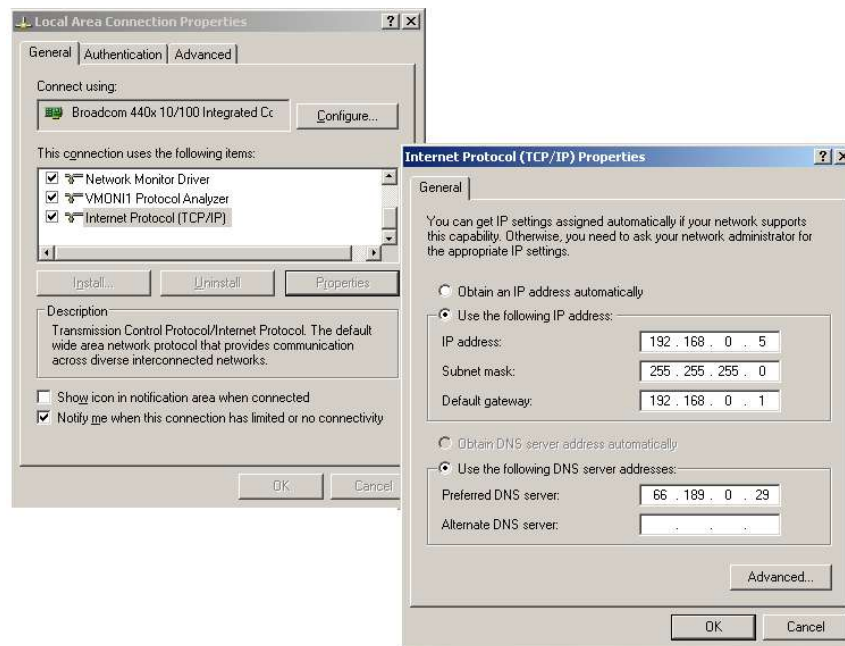 Local Area Connection Properties
General
Authentication
Advanced
Connect using:
Broadcom 440x 10/100 Integrated Cc
Configure...
This connection uses the following items:
Network Monitor Driver
VMONI1 Protocol Analyzer
Internet Protocol (TCP/IP)
Install...
Uninstall
Properties
Description
Transmission Control Protocol/Internet Protocol. The default
wide area network protocol that provides communication
across diverse interconnected networks.
Show icon in notification area when connected
Notify me when this connection has limited or no connectivity
OK
Cancel
Internet Protocol (TCP/IP) Properties
General
You can get IP settings assigned automatically if your network supports
this capability. Otherwise, you need to ask your network administrator for
the appropriate IP settings.
Obtain an IP address automatically
Use the following IP address:
IP address: 192 . 168 . 0 . 5
Subnet mask: 255 . 255 . 255 . 0
Default gateway: 192 . 168 . 0 . 1
Obtain DNS server address automatically
Use the following DNS server addresses:
Preferred DNS server: 66 . 189 . 0 . 29
Alternate DNS server: . . .
Advanced...
OK
Cancel